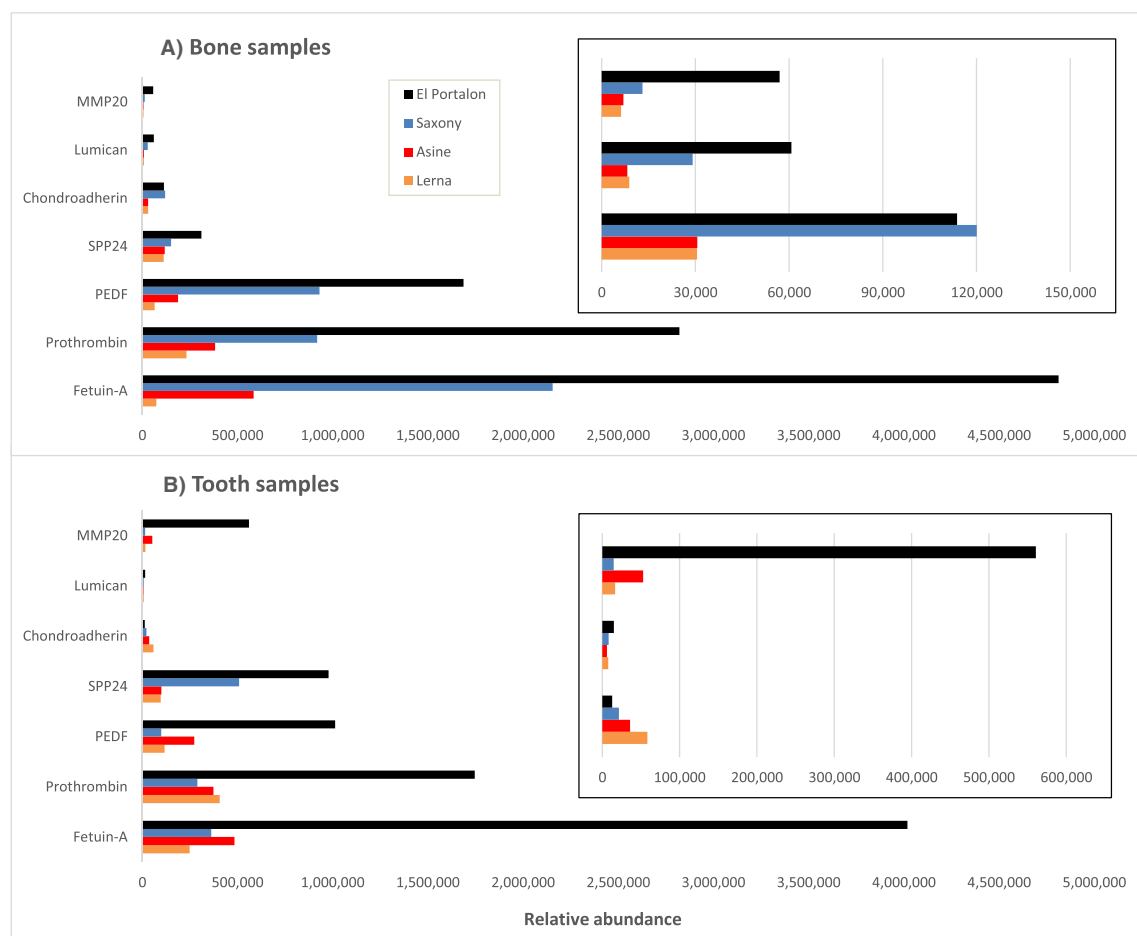 A) Bone samples
El Portalon
Saxony
Asine
Lerna
MMP20
Lumican
Chondroadherin
SPP24
PEDF
Prothrombin
Fetuin-A
0 30,000 60,000 90,000 120,000 150,000
0 500,000 1,000,000 1,500,000 2,000,000 2,500,000 3,000,000 3,500,000 4,000,000 4,500,000 5,000,000
B) Tooth samples
MMP20
Lumican
Chondroadherin
SPP24
PEDF
Prothrombin
Fetuin-A
0 100,000 200,000 300,000 400,000 500,000 600,000
0 500,000 1,000,000 1,500,000 2,000,000 2,500,000 3,000,000 3,500,000 4,000,000 4,500,000 5,000,000
Relative abundance